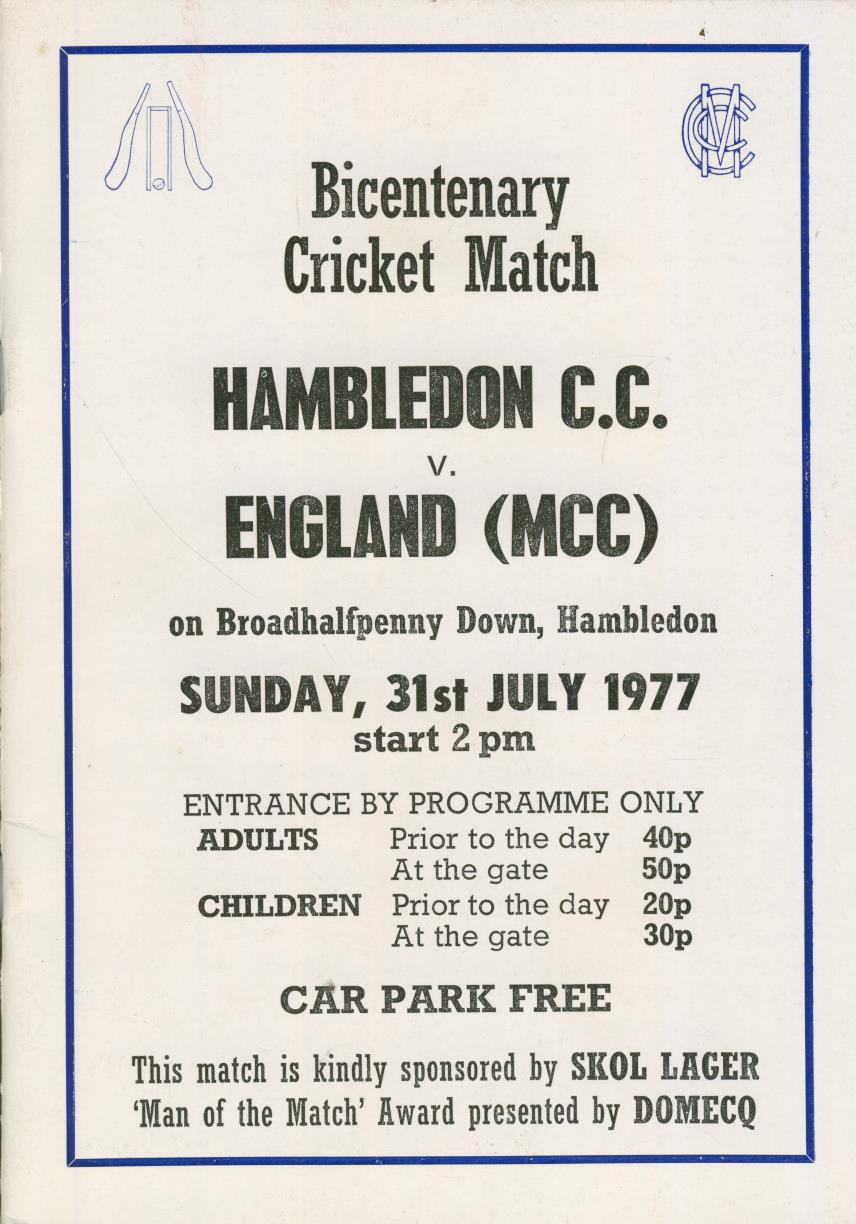 MCC
Bicentenary
Cricket Match
HAMBLEDON C.C.
v.
ENGLAND (MCC)
on Broadhalfpenny Down, Hambledon
SUNDAY, 31st JULY 1977
start 2 pm
ENTRANCE BY PROGRAMME ONLY
ADULTS Prior to the day 40p
At the gate 50p
CHILDREN Prior to the day 20p
At the gate 30p
CAR PARK FREE
This match is kindly sponsored by SKOL LAGER
'Man of the Match' Award presented by DOMECQ